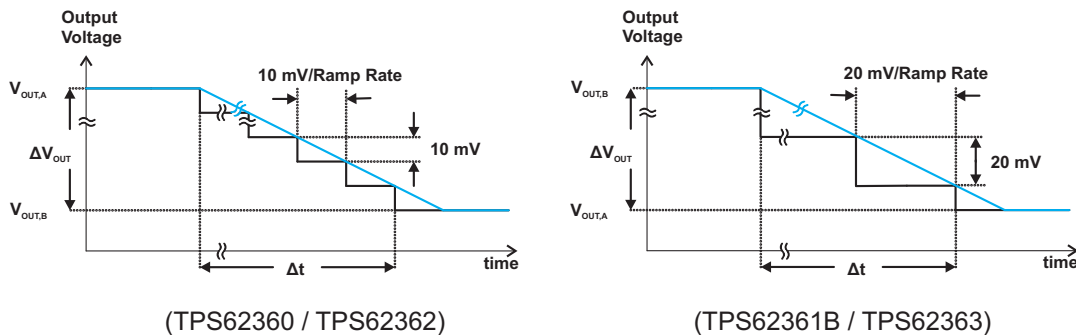 Output
Voltage
10 mV/Ramp Rate
V_OUT,A
ΔV_OUT
10 mV
V_OUT,B
time
Δt
(TPS62360 / TPS62362)
Output
Voltage
20 mV/Ramp Rate
V_OUT,B
ΔV_OUT
20 mV
V_OUT,A
time
Δt
(TPS62361B / TPS62363)